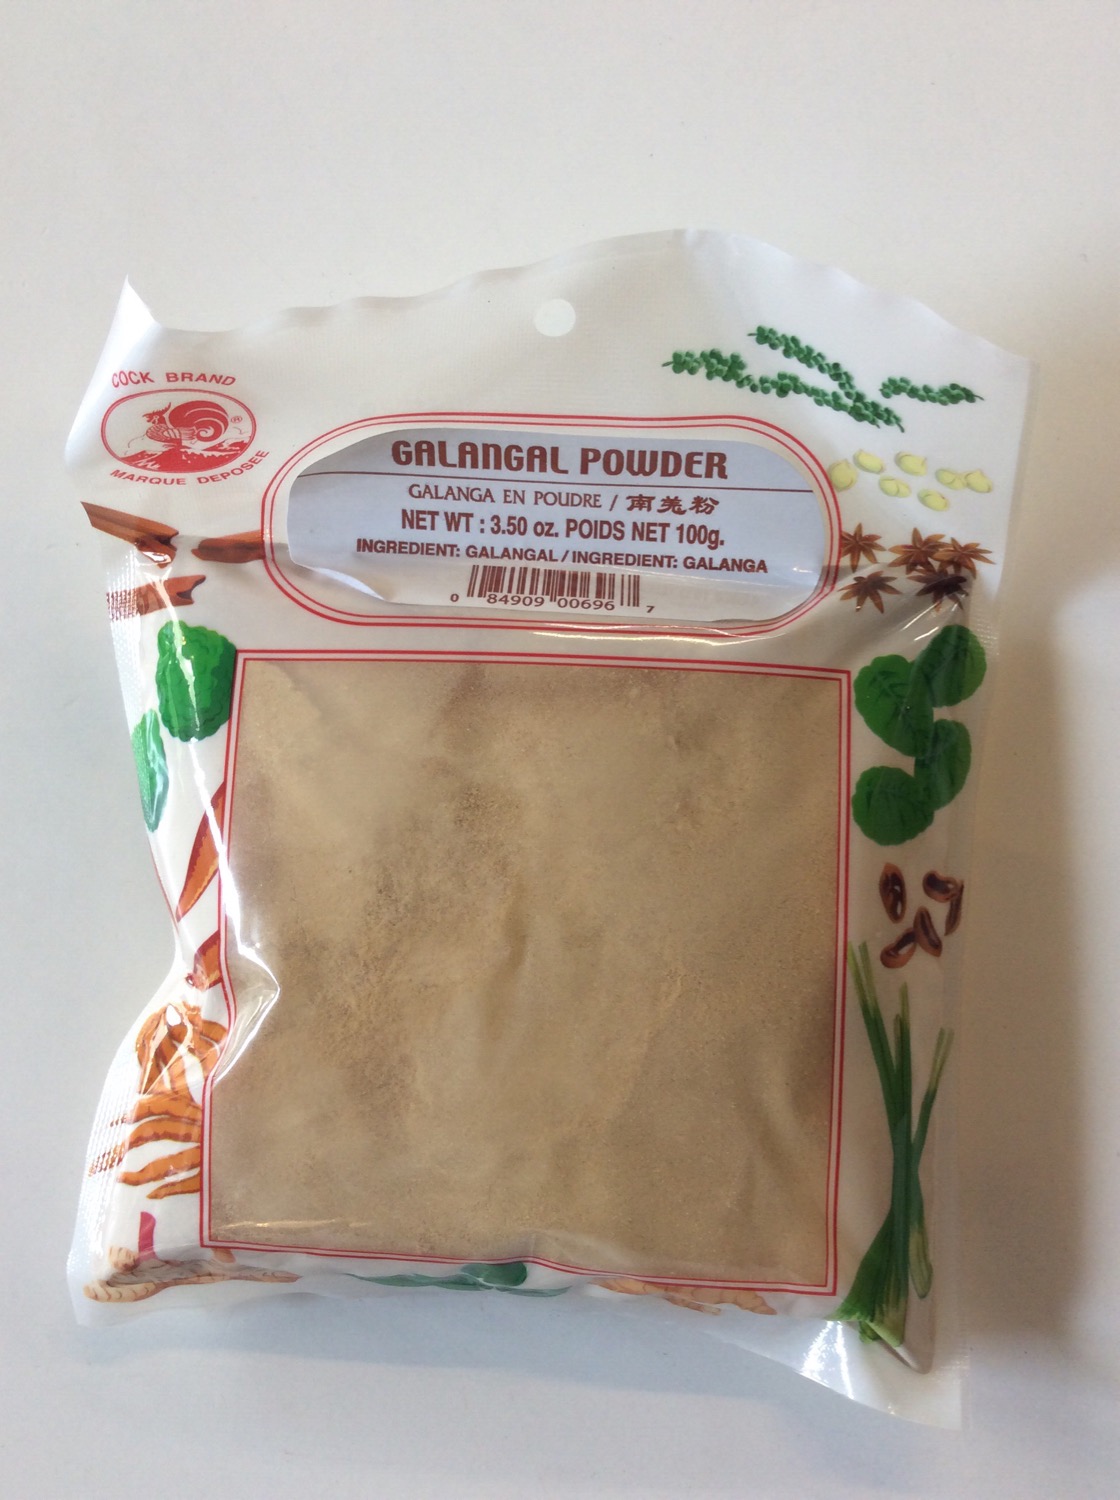 COCK BRAND
®
MARQUE DEPOSEE
GALANGAL POWDER
GALANGA EN POUDRE / 南羌粉
NET WT : 3.50 oz. POIDS NET 100g.
INGREDIENT: GALANGAL / INGREDIENT: GALANGA
0 84909 00696 7